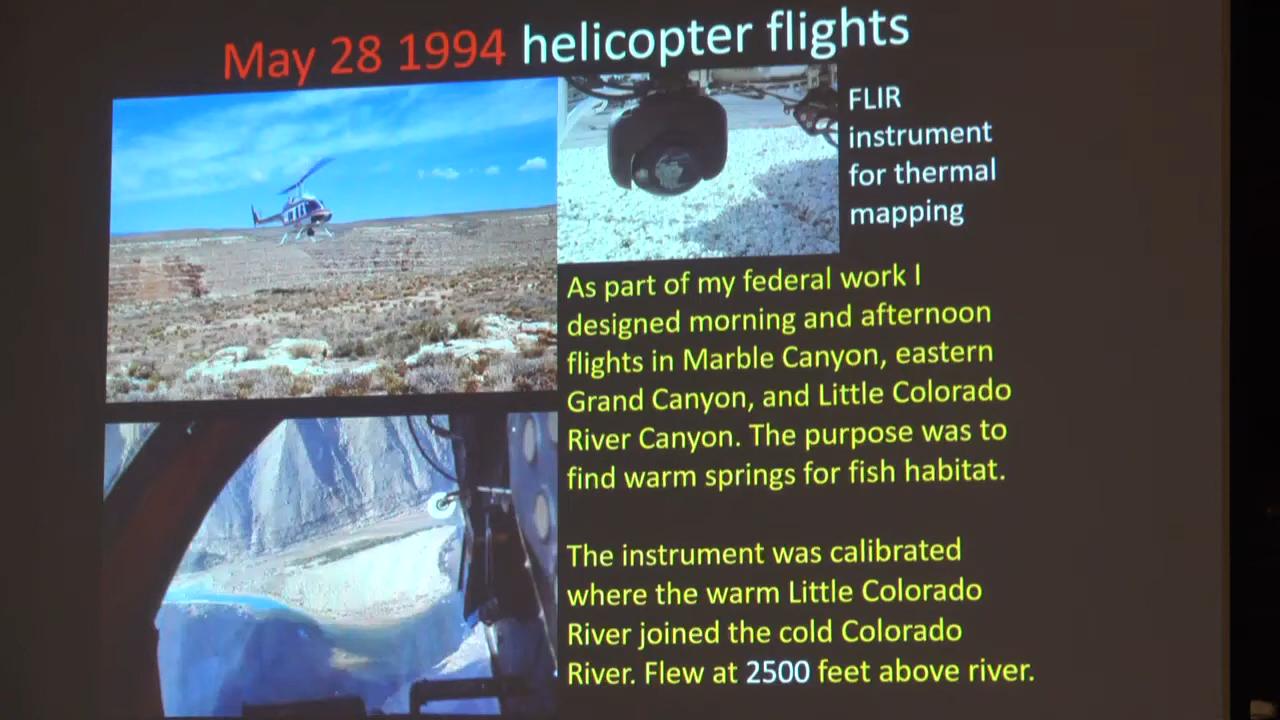 May 28 1994 helicopter flights
FLIR
instrument
for thermal
mapping
As part of my federal work I
designed morning and afternoon
flights in Marble Canyon, eastern
Grand Canyon, and Little Colorado
River Canyon. The purpose was to
find warm springs for fish habitat.
The instrument was calibrated
where the warm Little Colorado
River joined the cold Colorado
River. Flew at 2500 feet above river.